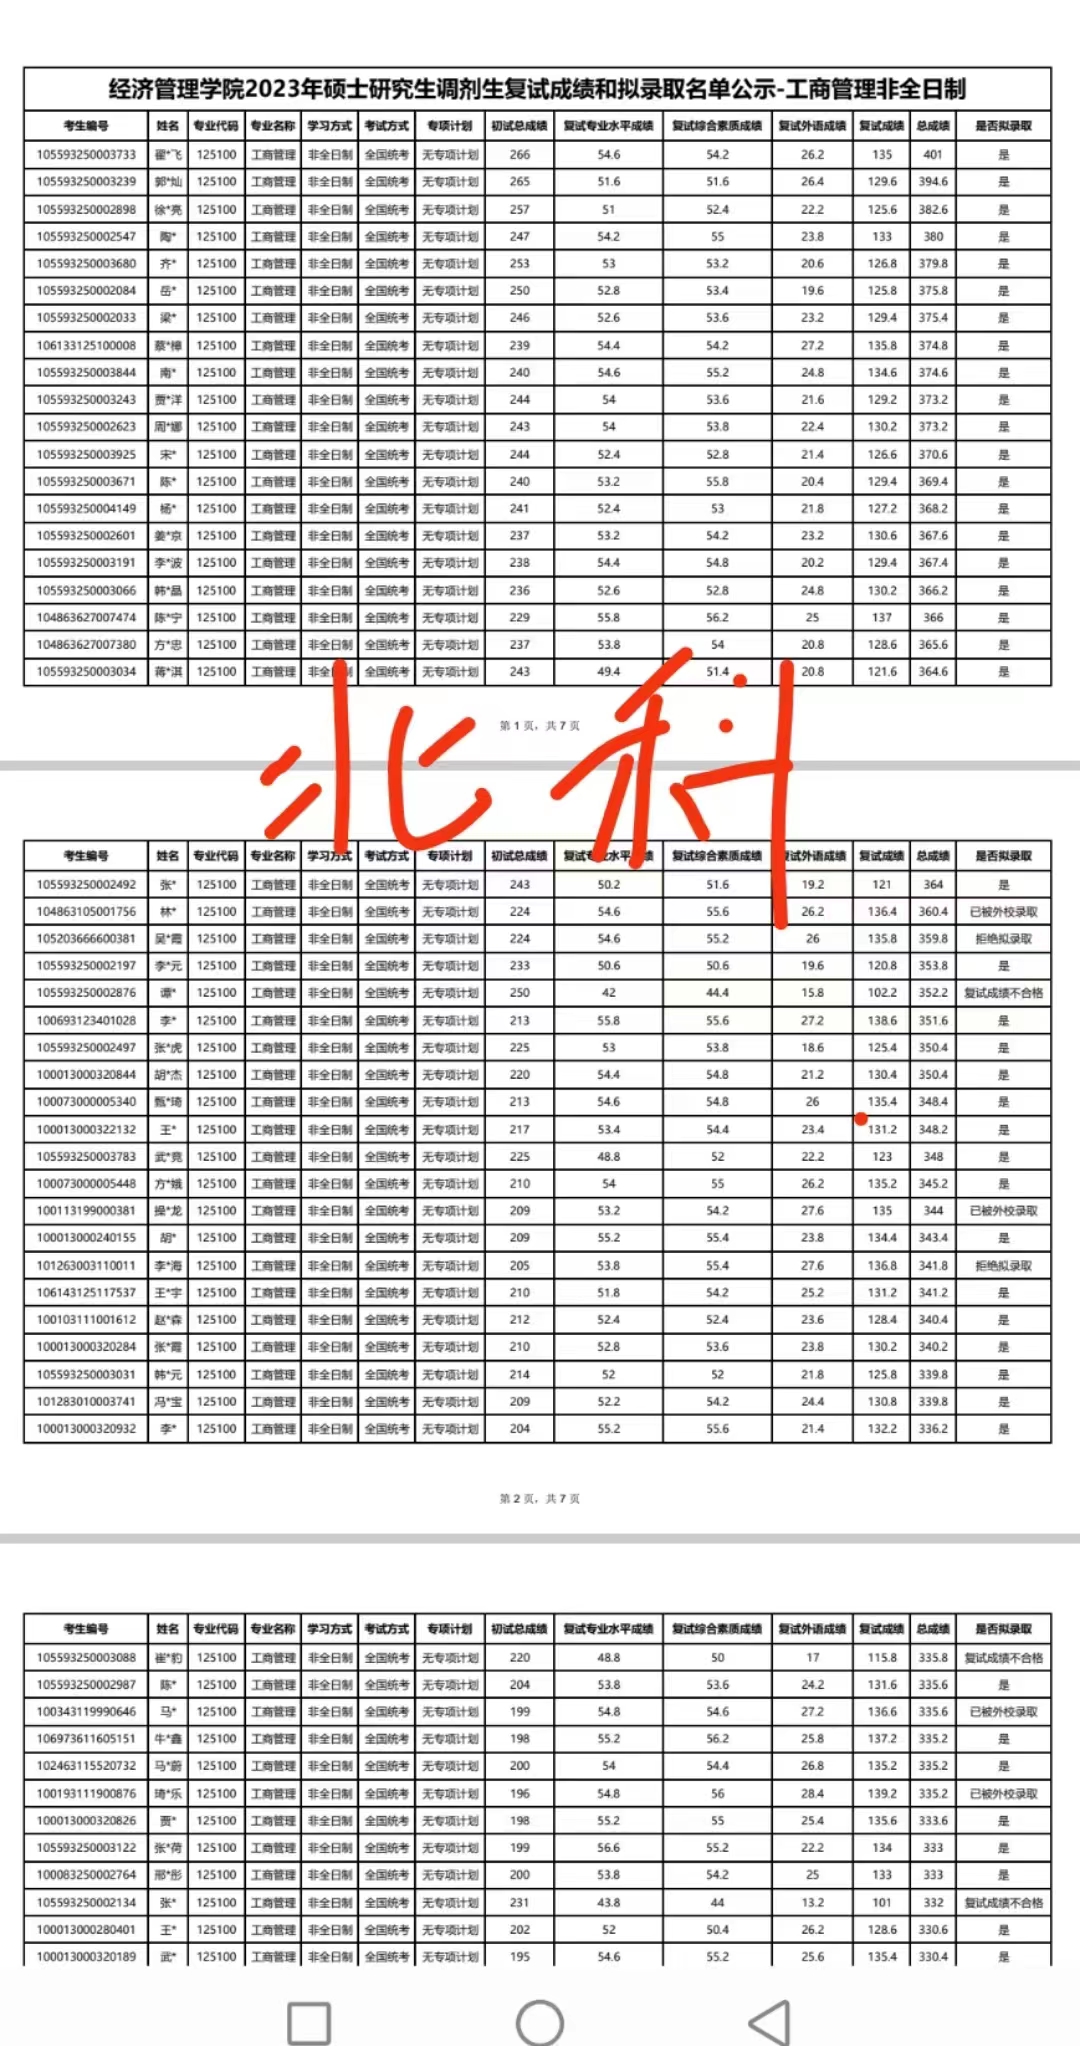 经济管理学院2023年硕士研究生调剂生复试成绩和拟录取名单公示-工商管理非全日制
考生编号 姓名 专业代码 专业名称 学习方式 考试方式 专项计划 初试总成绩 复试专业水平成绩 复试综合素质成绩 复试外语成绩 复试成绩 总成绩 是否拟录取
105593250003733 翟*飞 125100 工商管理 非全日制 全国统考 无专项计划 266 54.6 54.2 26.2 135 401 是
105593250003239 郭*灿 125100 工商管理 非全日制 全国统考 无专项计划 265 51.6 51.6 26.4 129.6 394.6 是
105593250002898 徐*亮 125100 工商管理 非全日制 全国统考 无专项计划 257 51 52.4 22.2 125.6 382.6 是
105593250002547 陶* 125100 工商管理 非全日制 全国统考 无专项计划 247 54.2 55 23.8 133 380 是
105593250003680 齐* 125100 工商管理 非全日制 全国统考 无专项计划 253 53 53.2 20.6 126.8 379.8 是
105593250002084 岳* 125100 工商管理 非全日制 全国统考 无专项计划 250 52.8 53.4 19.6 125.8 375.8 是
105593250002033 梁* 125100 工商管理 非全日制 全国统考 无专项计划 246 52.6 53.6 23.2 129.4 375.4 是
106133125100008 蔡*樟 125100 工商管理 非全日制 全国统考 无专项计划 239 54.4 54.2 27.2 135.8 374.8 是
105593250003844 南* 125100 工商管理 非全日制 全国统考 无专项计划 240 54.6 55.2 24.8 134.6 374.6 是
105593250003243 贾*洋 125100 工商管理 非全日制 全国统考 无专项计划 244 54 53.6 21.6 129.2 373.2 是
105593250002623 周*娜 125100 工商管理 非全日制 全国统考 无专项计划 243 54 53.8 22.4 130.2 373.2 是
105593250003925 宋* 125100 工商管理 非全日制 全国统考 无专项计划 244 52.4 52.8 21.4 126.6 370.6 是
105593250003671 陈* 125100 工商管理 非全日制 全国统考 无专项计划 240 53.2 55.8 20.4 129.4 369.4 是
105593250004149 杨* 125100 工商管理 非全日制 全国统考 无专项计划 241 52.4 53 21.8 127.2 368.2 是
105593250002601 姜*京 125100 工商管理 非全日制 全国统考 无专项计划 237 53.2 54.2 23.2 130.6 367.6 是
105593250003191 李*波 125100 工商管理 非全日制 全国统考 无专项计划 238 54.4 54.8 20.2 129.4 367.4 是
105593250003066 韩*晶 125100 工商管理 非全日制 全国统考 无专项计划 236 52.6 52.8 24.8 130.2 366.2 是
104863627007474 陈*宁 125100 工商管理 非全日制 全国统考 无专项计划 229 55.8 56.2 25 137 366 是
104863627007380 方*忠 125100 工商管理 非全日制 全国统考 无专项计划 237 53.8 54 20.8 128.6 365.6 是
105593250003034 蒋*淇 125100 工商管理 非全日制 全国统考 无专项计划 243 49.4 51.4 20.8 121.6 364.6 是
第 1 页，共 7 页
北科
考生编号 姓名 专业代码 专业名称 学习方式 考试方式 专项计划 初试总成绩 复试专业水平成绩 复试综合素质成绩 复试外语成绩 复试成绩 总成绩 是否拟录取
105593250002492 张* 125100 工商管理 非全日制 全国统考 无专项计划 243 50.2 51.6 19.2 121 364 是
104863105001756 林* 125100 工商管理 非全日制 全国统考 无专项计划 224 54.6 55.6 26.2 136.4 360.4 已被外校录取
105203666600381 吴*霞 125100 工商管理 非全日制 全国统考 无专项计划 224 54.6 55.2 26 135.8 359.8 拒绝拟录取
105593250002197 李*元 125100 工商管理 非全日制 全国统考 无专项计划 233 50.6 50.6 19.6 120.8 353.8 是
105593250002876 谭* 125100 工商管理 非全日制 全国统考 无专项计划 250 42 44.4 15.8 102.2 352.2 复试成绩不合格
100693123401028 李* 125100 工商管理 非全日制 全国统考 无专项计划 213 55.8 55.6 27.2 138.6 351.6 是
105593250002497 张*虎 125100 工商管理 非全日制 全国统考 无专项计划 225 53 53.8 18.6 125.4 350.4 是
100013000320844 胡*杰 125100 工商管理 非全日制 全国统考 无专项计划 220 54.4 54.8 21.2 130.4 350.4 是
100073000005340 甄*琦 125100 工商管理 非全日制 全国统考 无专项计划 213 54.6 54.8 26 135.4 348.4 是
100013000322132 王* 125100 工商管理 非全日制 全国统考 无专项计划 217 53.4 54.4 23.4 131.2 348.2 是
105593250003783 武*竟 125100 工商管理 非全日制 全国统考 无专项计划 225 48.8 52 22.2 123 348 是
100073000005448 方*娥 125100 工商管理 非全日制 全国统考 无专项计划 210 54 55 26.2 135.2 345.2 是
100113199000381 操*龙 125100 工商管理 非全日制 全国统考 无专项计划 209 53.2 54.2 27.6 135 344 已被外校录取
100013000240155 胡* 125100 工商管理 非全日制 全国统考 无专项计划 209 55.2 55.4 23.8 134.4 343.4 是
101263003110011 李*海 125100 工商管理 非全日制 全国统考 无专项计划 205 53.8 55.4 27.6 136.8 341.8 拒绝拟录取
106143125117537 王*宇 125100 工商管理 非全日制 全国统考 无专项计划 210 51.8 54.2 25.2 131.2 341.2 是
100103111001612 赵*森 125100 工商管理 非全日制 全国统考 无专项计划 212 52.4 52.4 23.6 128.4 340.4 是
100013000320284 张*霞 125100 工商管理 非全日制 全国统考 无专项计划 210 52.8 53.6 23.8 130.2 340.2 是
105593250003031 韩*元 125100 工商管理 非全日制 全国统考 无专项计划 214 52 52 21.8 125.8 339.8 是
101283010003741 冯*宝 125100 工商管理 非全日制 全国统考 无专项计划 209 52.2 54.2 24.4 130.8 339.8 是
100013000320932 李* 125100 工商管理 非全日制 全国统考 无专项计划 204 55.2 55.6 21.4 132.2 336.2 是
第 2 页，共 7 页
考生编号 姓名 专业代码 专业名称 学习方式 考试方式 专项计划 初试总成绩 复试专业水平成绩 复试综合素质成绩 复试外语成绩 复试成绩 总成绩 是否拟录取
105593250003088 崔*豹 125100 工商管理 非全日制 全国统考 无专项计划 220 48.8 50 17 115.8 335.8 复试成绩不合格
105593250002987 陈* 125100 工商管理 非全日制 全国统考 无专项计划 204 53.8 53.6 24.2 131.6 335.6 是
100343119990646 马* 125100 工商管理 非全日制 全国统考 无专项计划 199 54.8 54.6 27.2 136.6 335.6 已被外校录取
106973611605151 牛*鑫 125100 工商管理 非全日制 全国统考 无专项计划 198 55.2 56.2 25.8 137.2 335.2 是
102463115520732 马*蔚 125100 工商管理 非全日制 全国统考 无专项计划 200 54 54.4 26.8 135.2 335.2 是
100193111900876 琦*乐 125100 工商管理 非全日制 全国统考 无专项计划 196 54.8 56 28.4 139.2 335.2 已被外校录取
100013000320826 贾* 125100 工商管理 非全日制 全国统考 无专项计划 198 55.2 55 25.4 135.6 333.6 是
105593250003122 张*荷 125100 工商管理 非全日制 全国统考 无专项计划 199 56.6 55.2 22.2 134 333 是
100083250002764 邢*彤 125100 工商管理 非全日制 全国统考 无专项计划 200 53.8 54.2 25 133 333 是
105593250002134 张* 125100 工商管理 非全日制 全国统考 无专项计划 231 43.8 44 13.2 101 332 复试成绩不合格
100013000280401 王* 125100 工商管理 非全日制 全国统考 无专项计划 202 52 50.4 26.2 128.6 330.6 是
100013000320189 武* 125100 工商管理 非全日制 全国统考 无专项计划 195 54.6 55.2 25.6 135.4 330.4 是